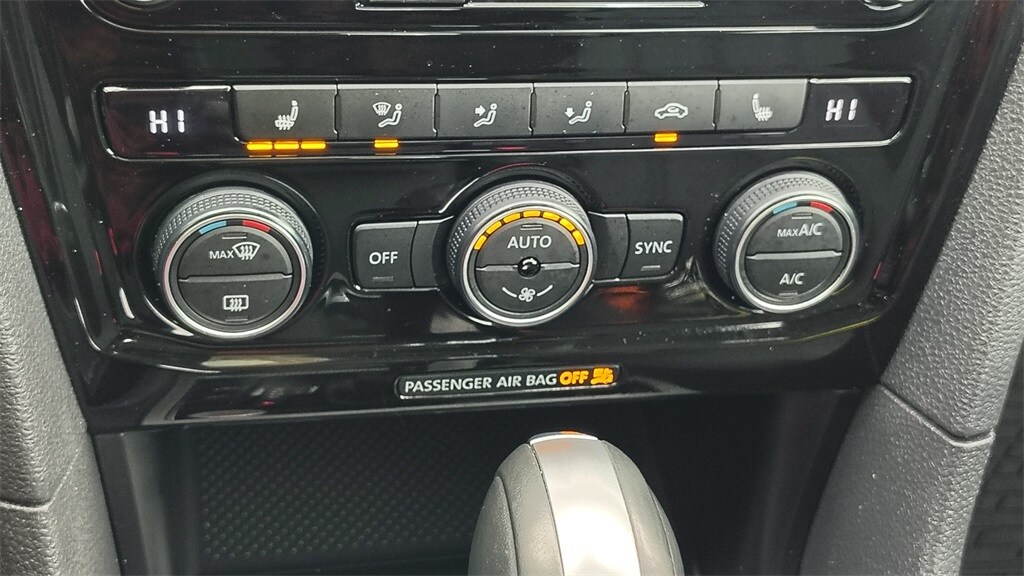 HI HI
MAX
OFF
AUTO
SYNC
MAX A/C
A/C
PASSENGER AIR BAG OFF